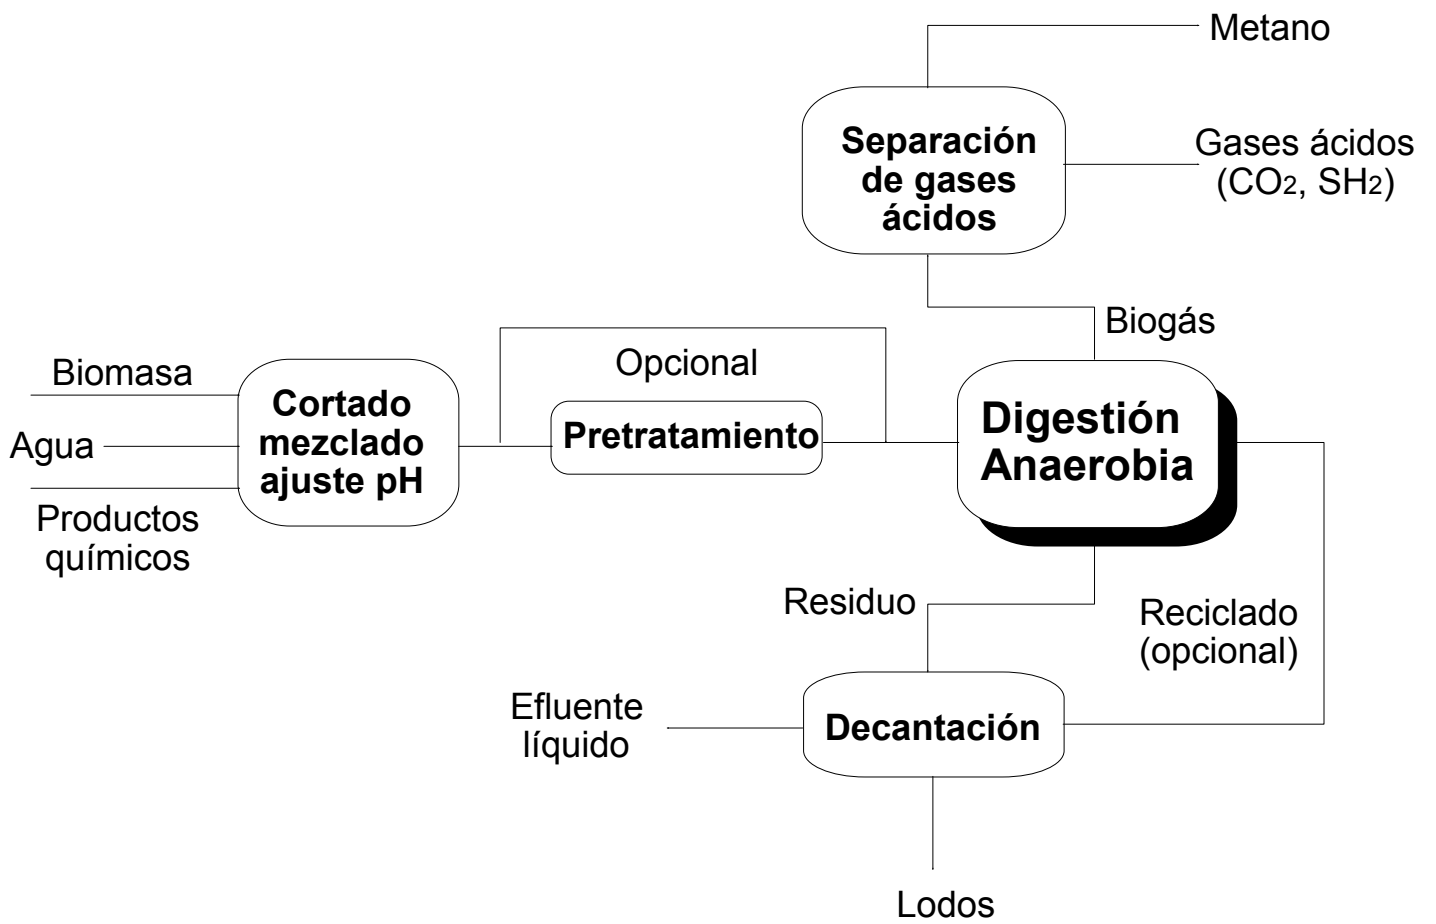 Metano
Separación
de gases
ácidos
Gases ácidos
(CO2, SH2)
Biogás
Biomasa
Agua
Productos
químicos
Cortado
mezclado
ajuste pH
Opcional
Pretratamiento
Digestión
Anaerobia
Residuo
Reciclado
(opcional)
Efluente
líquido
Decantación
Lodos